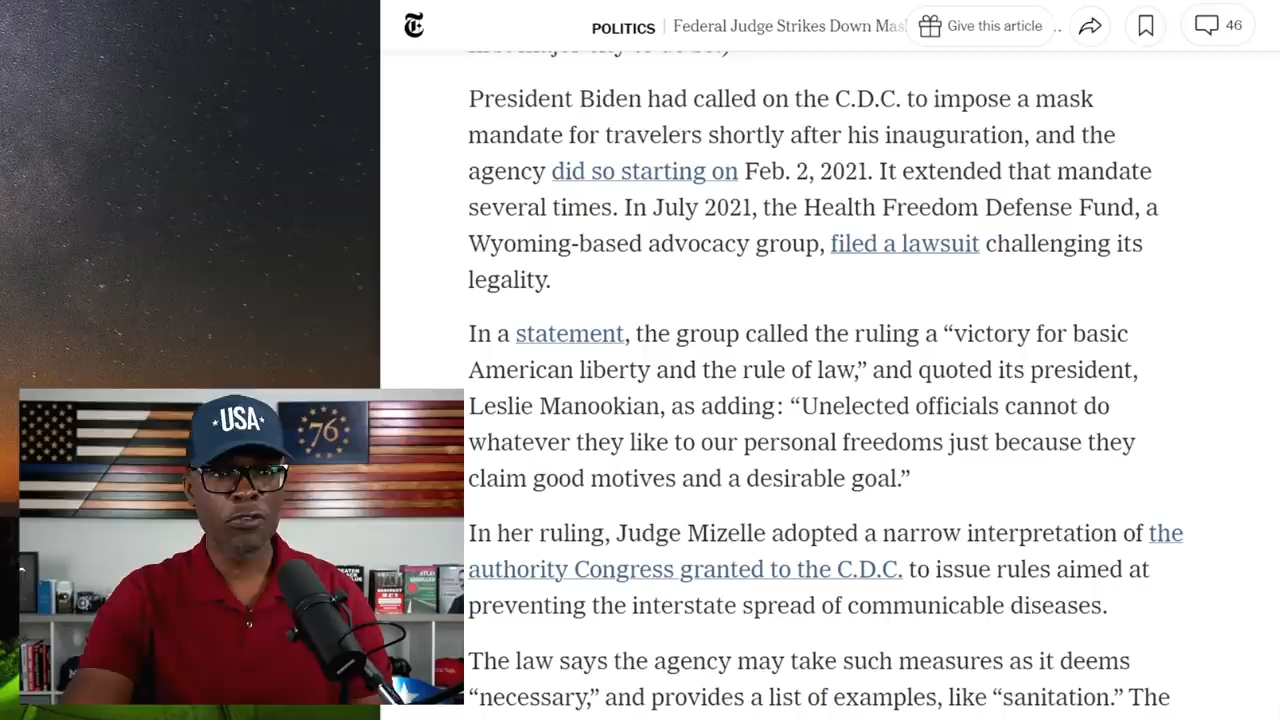 POLITICS | Federal Judge Strikes Down Mas
Give this article
..
46
President Biden had called on the C.D.C. to impose a mask
mandate for travelers shortly after his inauguration, and the
agency did so starting on Feb. 2, 2021. It extended that mandate
several times. In July 2021, the Health Freedom Defense Fund, a
Wyoming-based advocacy group, filed a lawsuit challenging its
legality.
In a statement, the group called the ruling a “victory for basic
American liberty and the rule of law,” and quoted its president,
Leslie Manookian, as adding: “Unelected officials cannot do
whatever they like to our personal freedoms just because they
claim good motives and a desirable goal.”
In her ruling, Judge Mizelle adopted a narrow interpretation of the
authority Congress granted to the C.D.C. to issue rules aimed at
preventing the interstate spread of communicable diseases.
The law says the agency may take such measures as it deems
“necessary,” and provides a list of examples, like “sanitation.” The
USA
76